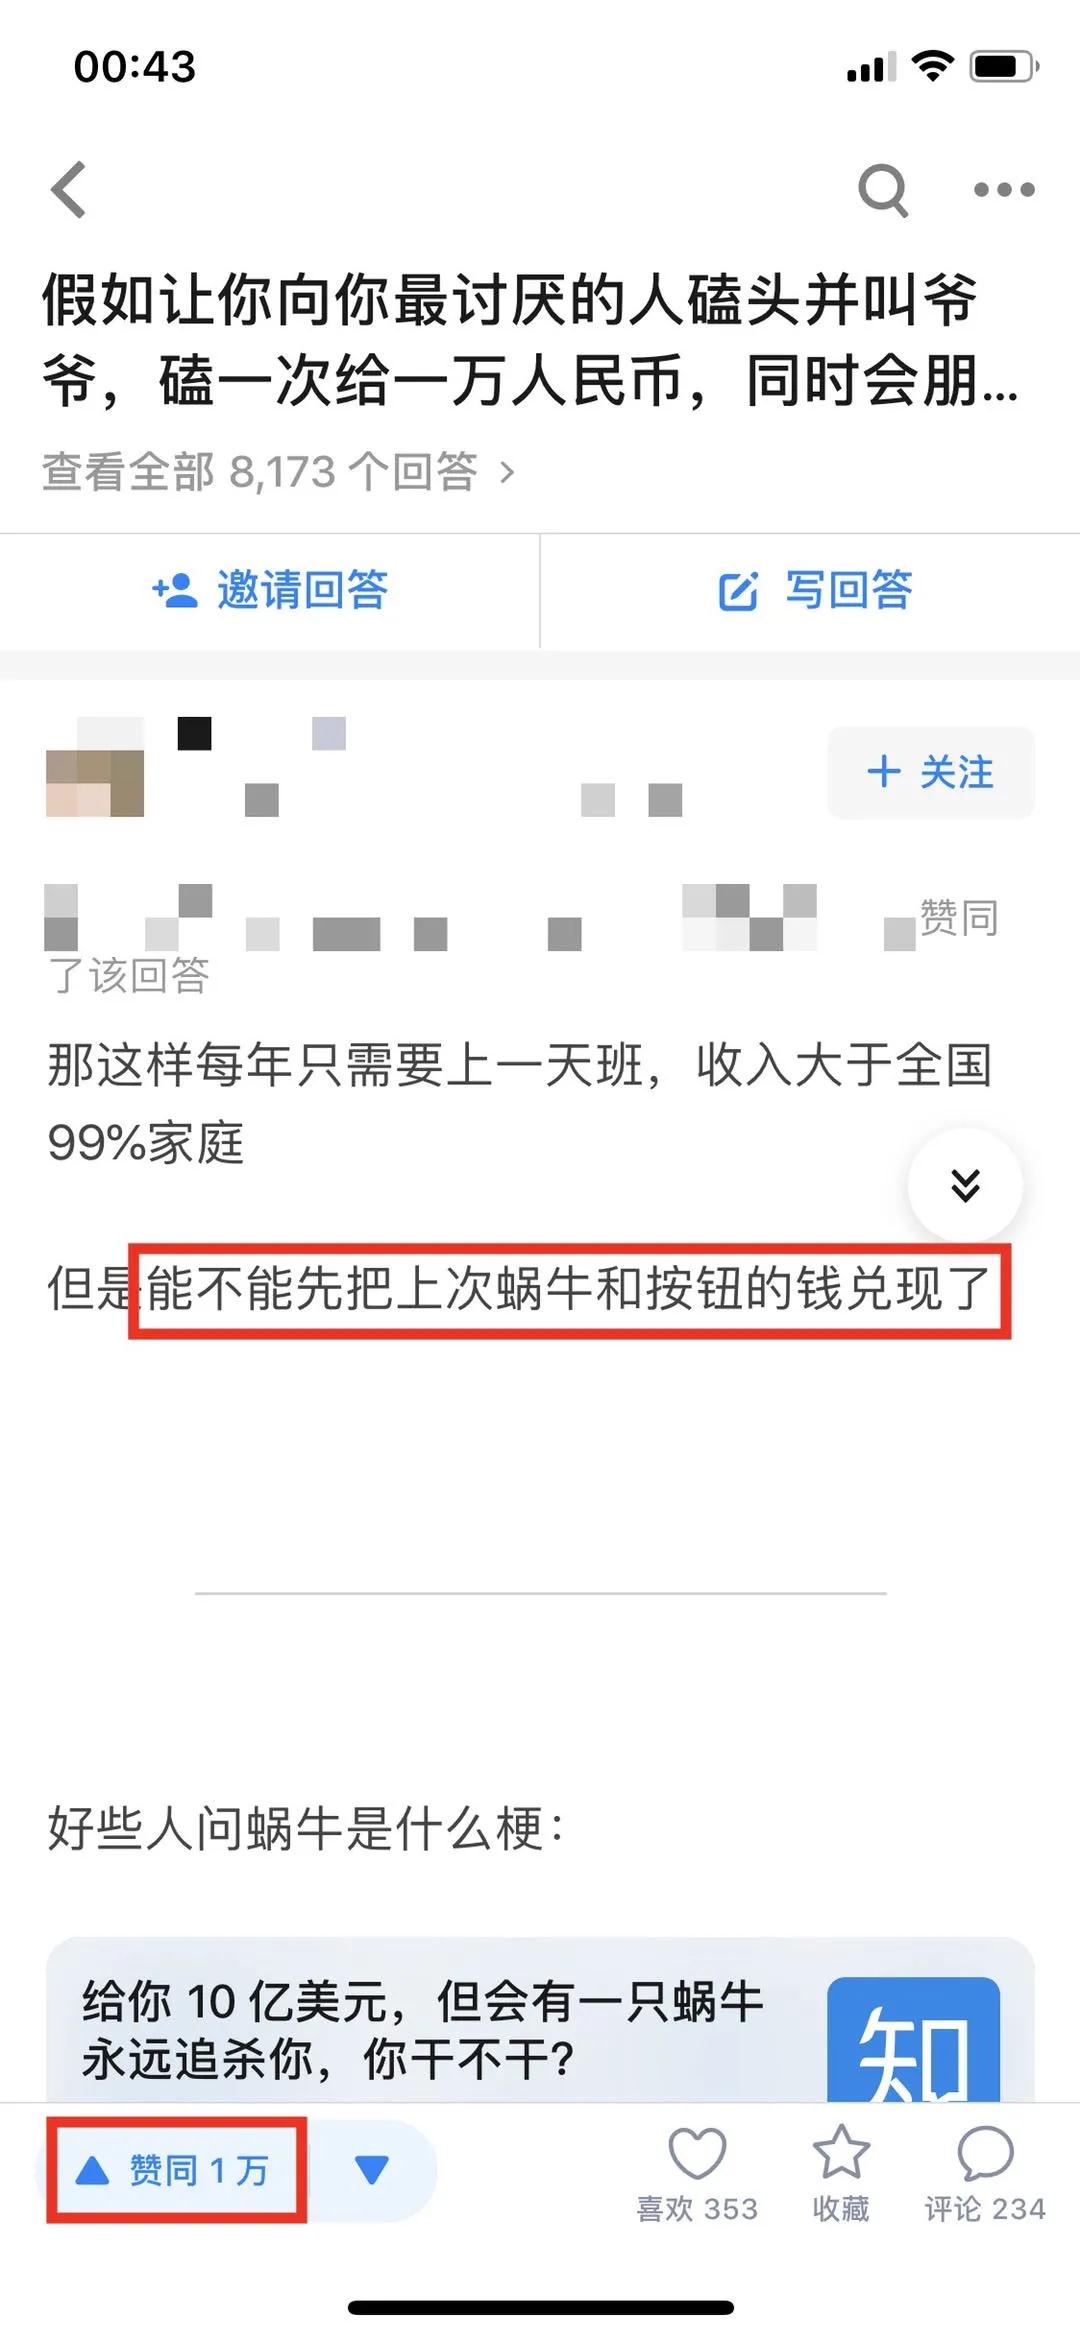 00:43
假如让你向你最讨厌的人磕头并叫爷
爷，磕一次给一万人民币，同时会朋...
查看全部 8,173 个回答 >
邀请回答
写回答
+ 关注
赞同
了该回答
那这样每年只需要上一天班，收入大于全国
99%家庭
但是能不能先把上次蜗牛和按钮的钱兑现了
好些人问蜗牛是什么梗：
给你 10 亿美元，但会有一只蜗牛
永远追杀你，你干不干？
知
赞同 1 万
喜欢 353
收藏
评论 234